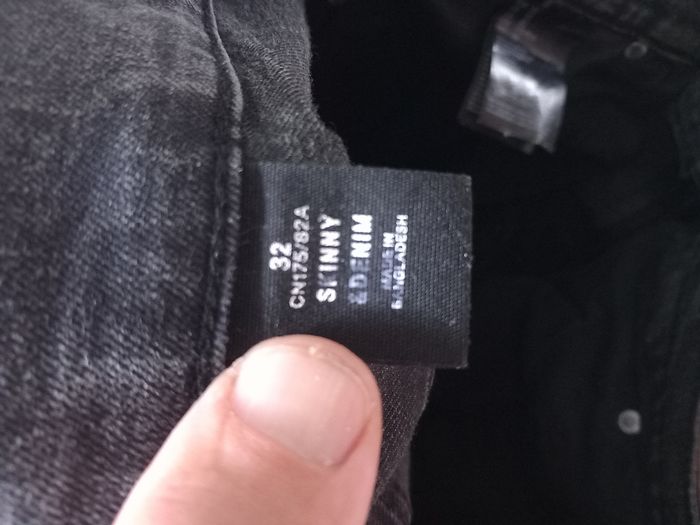 32
CN175/82A
SKINNY
&DENIM
MADE IN
BANGLADESH